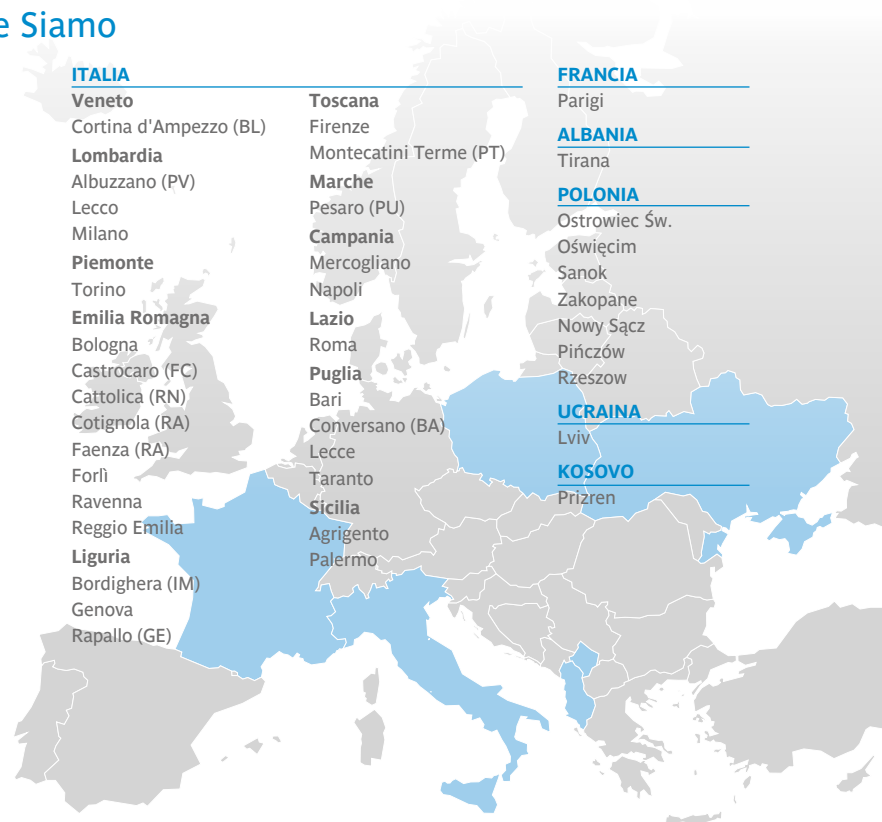 e Siamo
ITALIA
Veneto
Cortina d'Ampezzo (BL)
Lombardia
Albuzzano (PV)
Lecco
Milano
Piemonte
Torino
Emilia Romagna
Bologna
Castrocaro (FC)
Cattolica (RN)
Cotignola (RA)
Faenza (RA)
Forlì
Ravenna
Reggio Emilia
Liguria
Bordighera (IM)
Genova
Rapallo (GE)
Toscana
Firenze
Montecatini Terme (PT)
Marche
Pesaro (PU)
Campania
Mercogliano
Napoli
Lazio
Roma
Puglia
Bari
Conversano (BA)
Lecce
Taranto
Sicilia
Agrigento
Palermo
FRANCIA
Parigi
ALBANIA
Tirana
POLONIA
Ostrowiec Św.
Oświęcim
Sanok
Zakopane
Nowy Sącz
Pińczów
Rzeszow
UCRAINA
Lviv
KOSOVO
Prizren